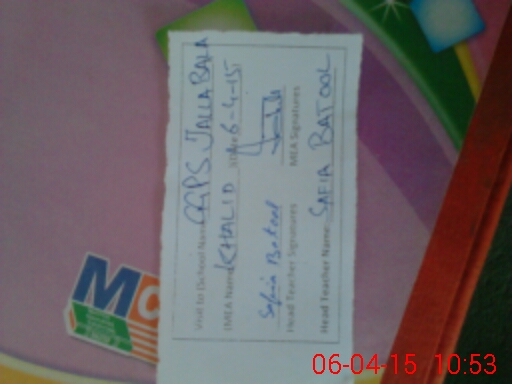 Visit to (School Name GGPS JALLA BALA
(MEA Name KHALID Date 6-4-15
Safia Batool
Head Teacher Signatures MEA Signatures
Head Teacher Name: SAFIA BATOOL
MC
06-04-15 10:53